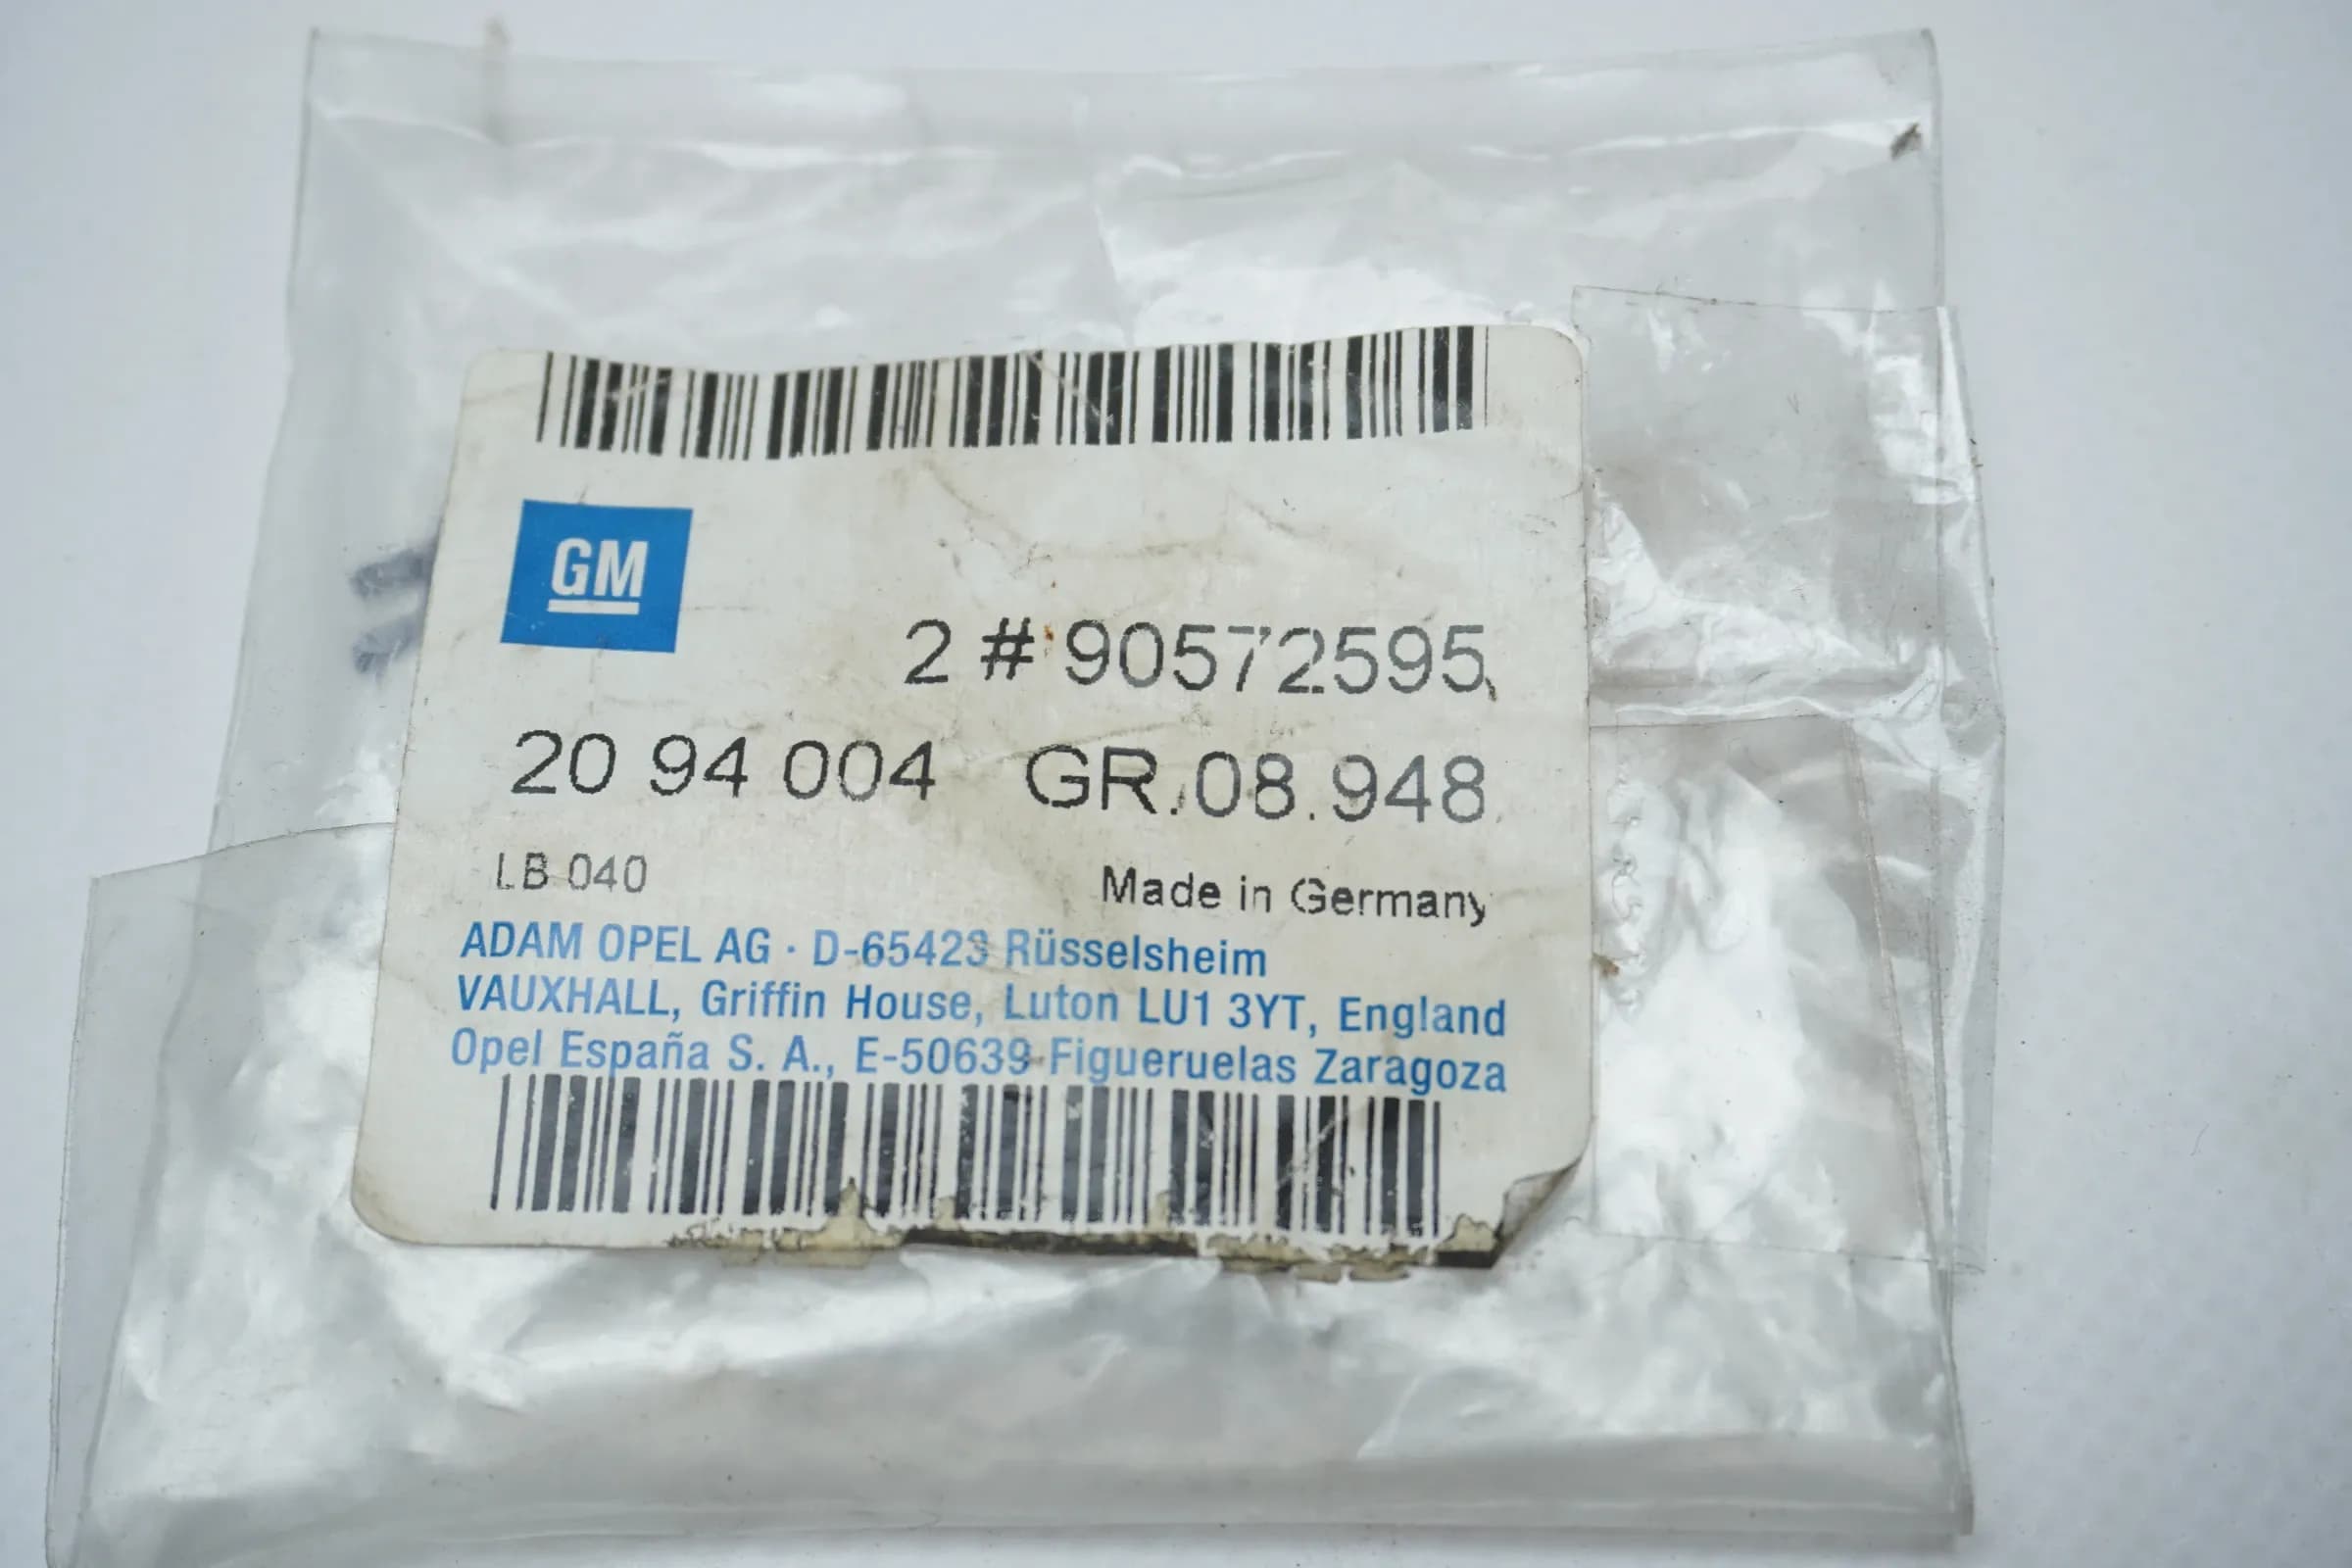 GM
2 # 90572595
20 94 004 GR.08.948
LB 040 Made in Germany
ADAM OPEL AG · D-65423 Rüsselsheim
VAUXHALL, Griffin House, Luton LU1 3YT, England
Opel España S. A., E-50639 Figueruelas Zaragoza